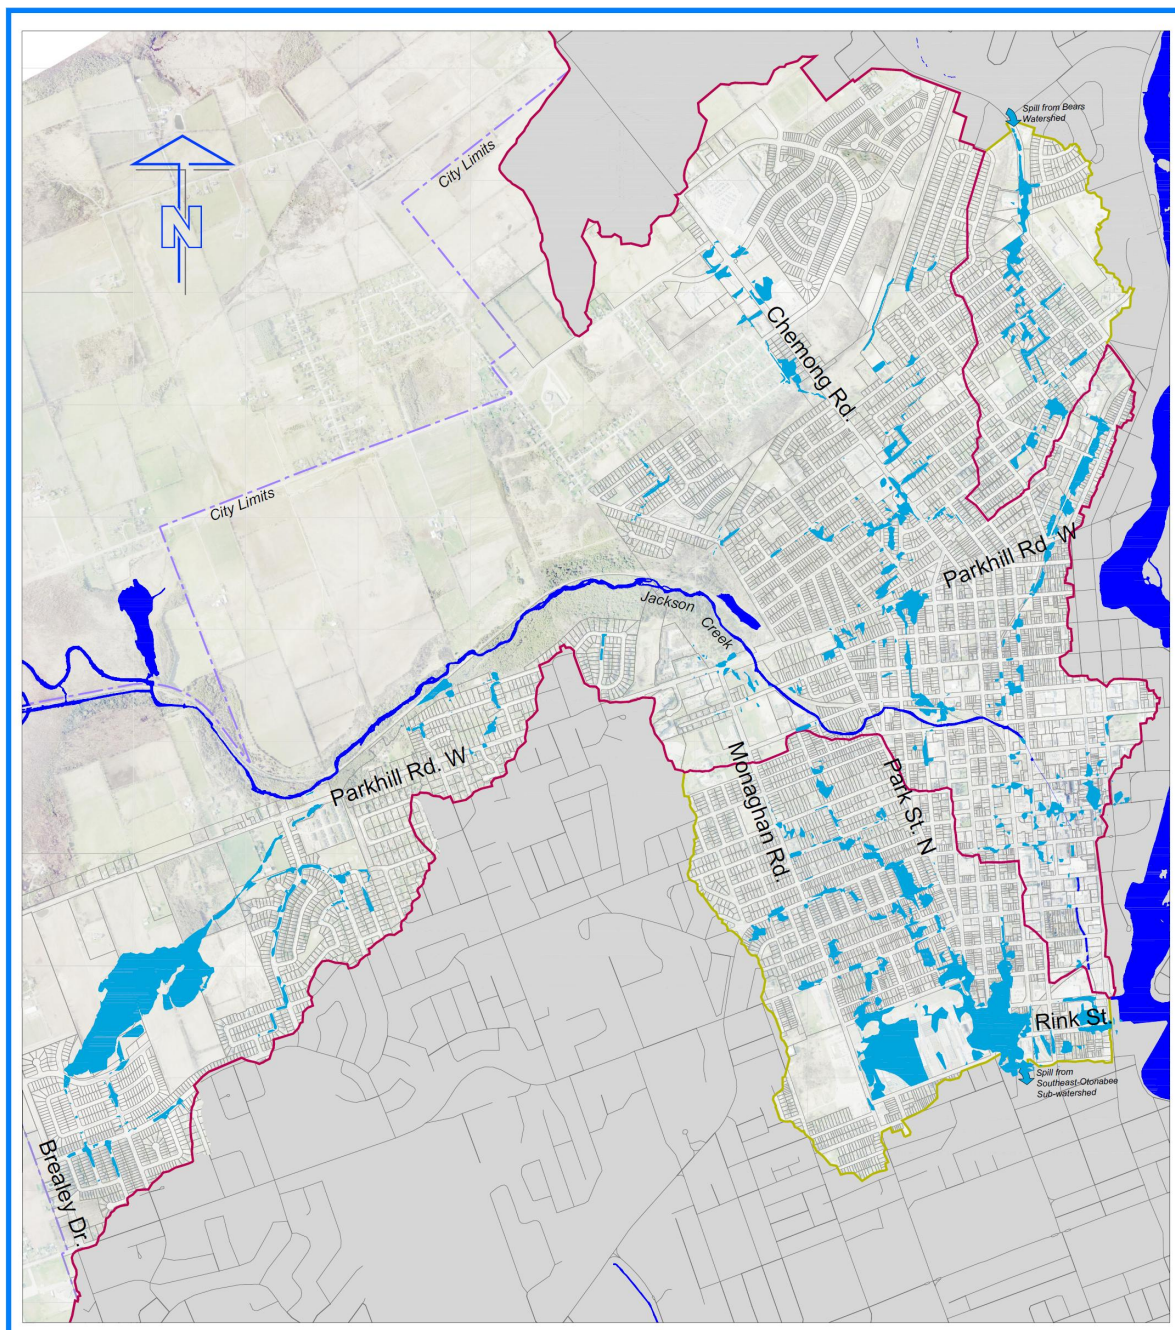 Spill from Bears
Watershed
City Limits
N
Chemong Rd.
City Limits
Parkhill Rd. W
Jackson
Creek
Parkhill Rd. W
Monaghan Rd.
Park St. N
Rink St.
Spill from
Southeast-Otonabee
Sub-watershed
Brealey Dr.